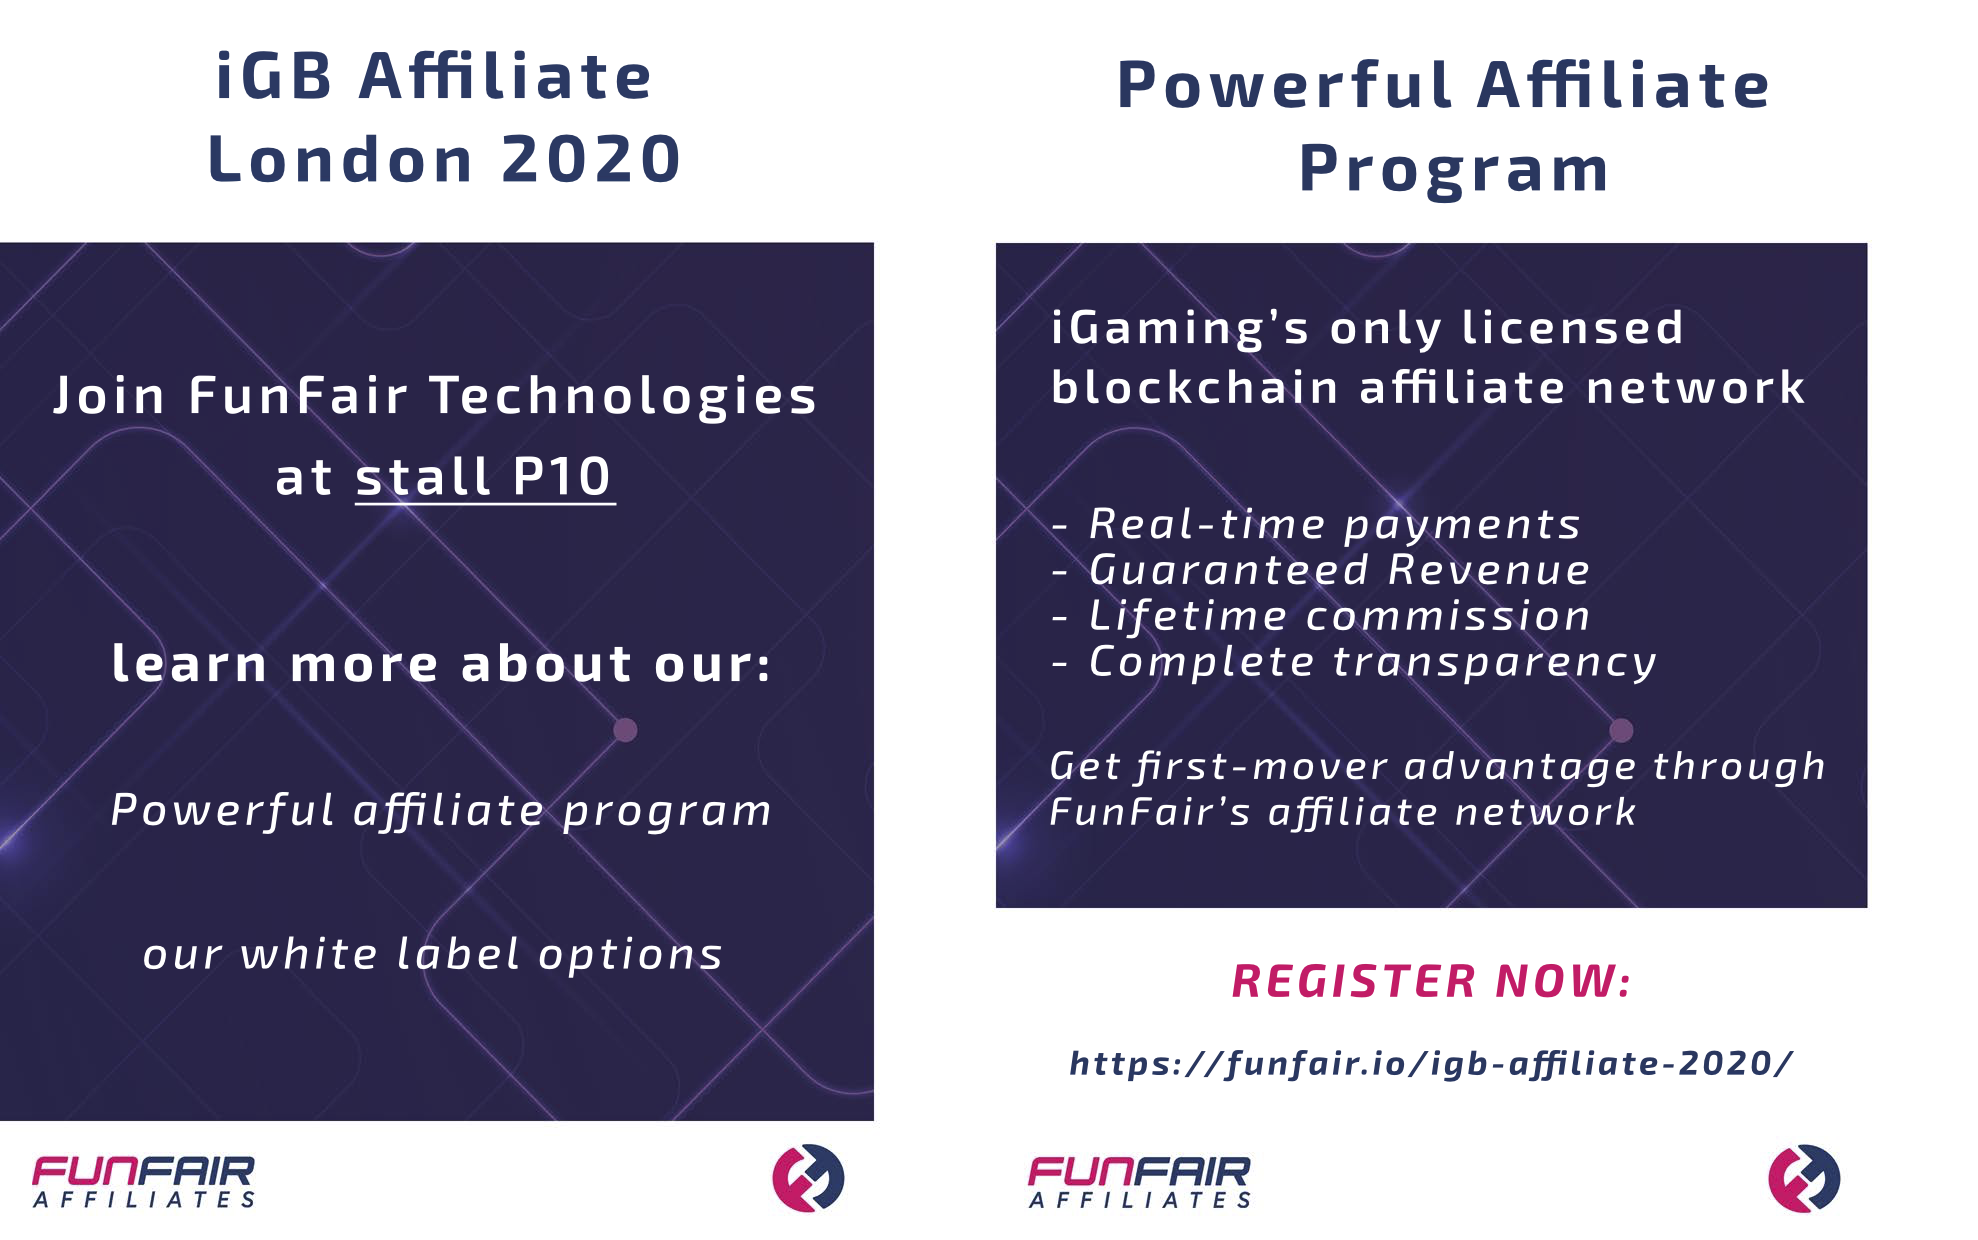 iGB Affiliate
London 2020
Join FunFair Technologies
at stall P10
learn more about our:
Powerful affiliate program
our white label options
FUNFAIR
AFFILIATES
Powerful Affiliate
Program
iGaming’s only licensed
blockchain affiliate network
- Real-time payments
- Guaranteed Revenue
- Lifetime commission
- Complete transparency
Get first-mover advantage through
FunFair’s affiliate network
REGISTER NOW:
https://funfair.io/igb-affiliate-2020/
FUNFAIR
AFFILIATES